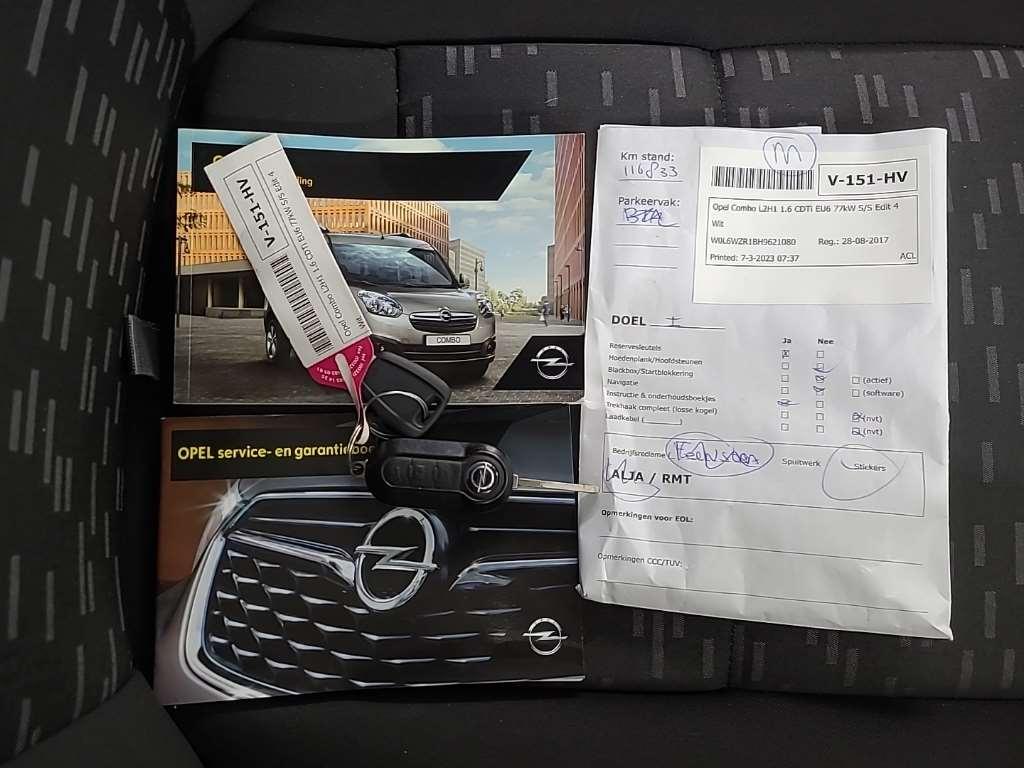 ding
COMBO
V-151-HV
Opel Combo L2H1 1.6 CDTi EU6 77kW S/S Edit 4
Wit
OPEL service- en garantieboe
Km stand:
116833
Parkeervak:
M
V-151-HV
Opel Combo L2H1 1.6 CDTi EU6 77kW S/S Edit 4
Wit
W0L6WZR1BH9621080 Reg.: 28-08-2017
Printed: 7-3-2023 07:37 ACL
DOEL I
Ja Nee
Reservesleutels
Hoedenplank/Hoofdsteunen
Blackbox/Startblokkering (actief)
Navigatie (software)
Instructie & onderhoudsboekjes
Trekhaak compleet (losse kogel) (nvt)
Laadkabel (______) (nvt)
Bedrijfsreclame Spuitwerk Stickers
ALJA / RMT
Opmerkingen voor EOL:
Opmerkingen CCC/TUV: